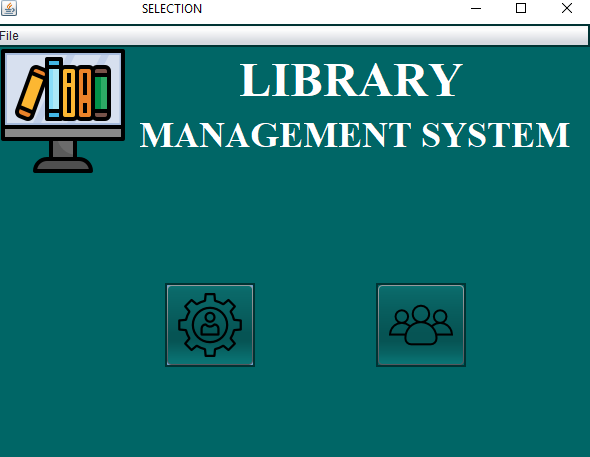 SELECTION
File
LIBRARY
MANAGEMENT SYSTEM